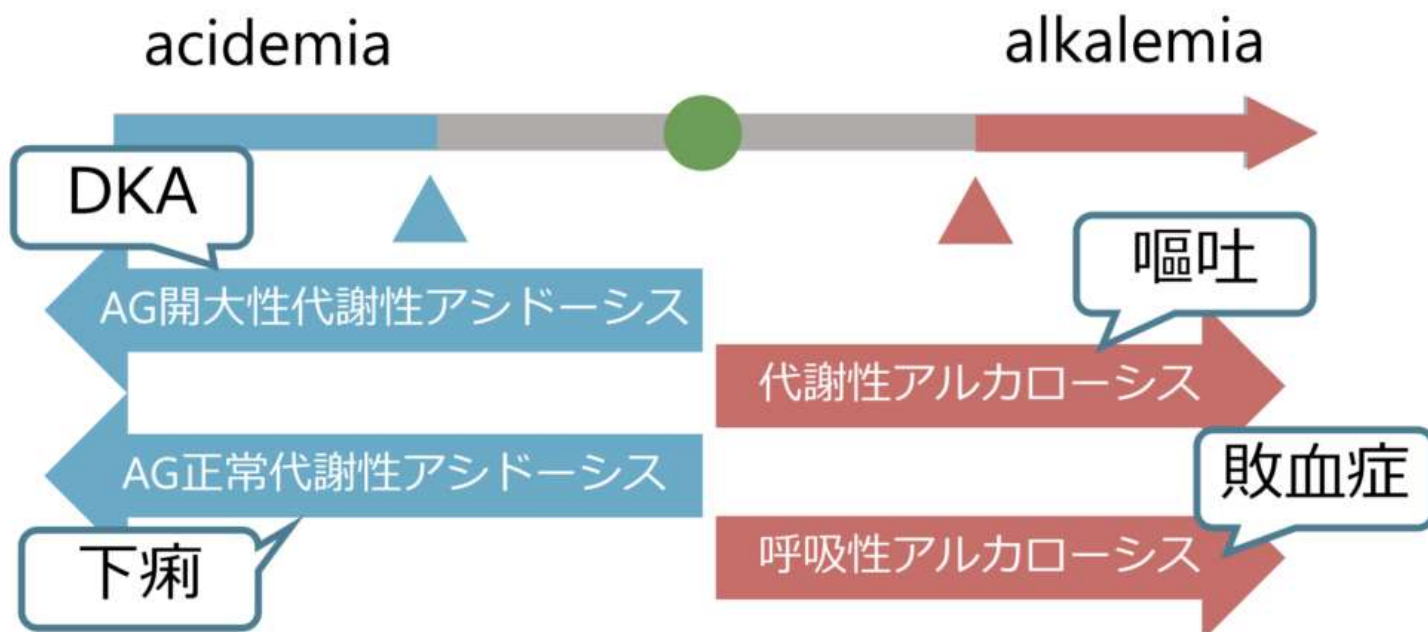 acidemia
alkalemia
DKA
嘔吐
AG開大性代謝性アシドーシス
代謝性アルカローシス
AG正常代謝性アシドーシス
敗血症
下痢
呼吸性アルカローシス